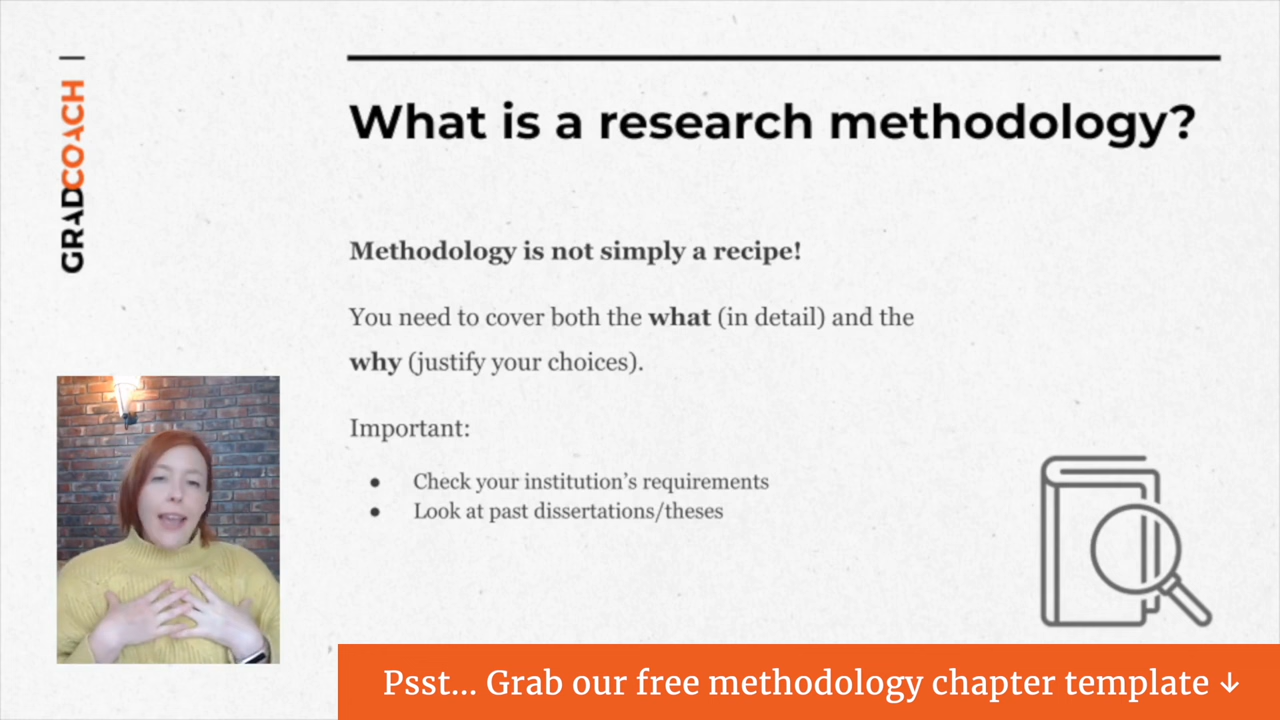 GRADCOACH
What is a research methodology?
Methodology is not simply a recipe!
You need to cover both the what (in detail) and the
why (justify your choices).
Important:
● Check your institution’s requirements
● Look at past dissertations/theses
Psst... Grab our free methodology chapter template ↓